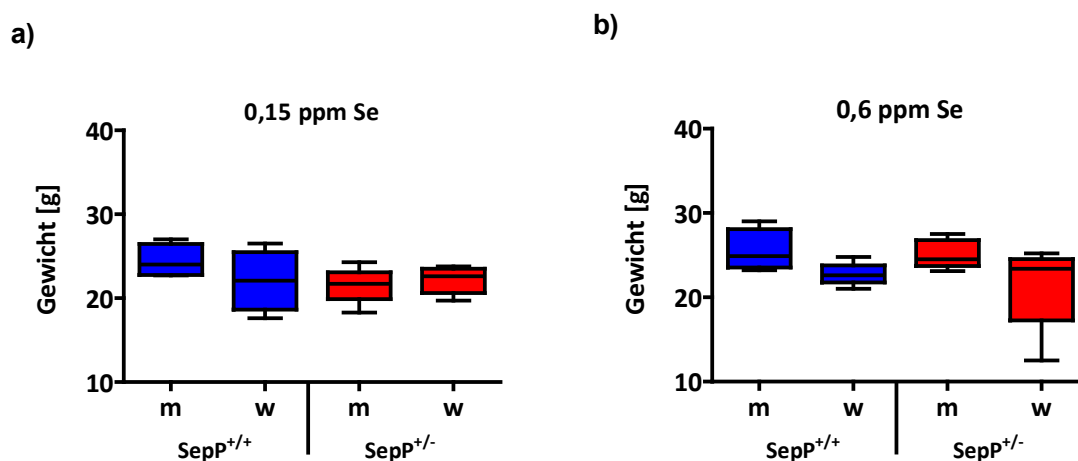 a)
0,15 ppm Se
Gewicht [g]
40
30
20
10
m w m w
SepP+/+ SepP+/-
b)
0,6 ppm Se
Gewicht [g]
40
30
20
10
m w m w
SepP+/+ SepP+/-